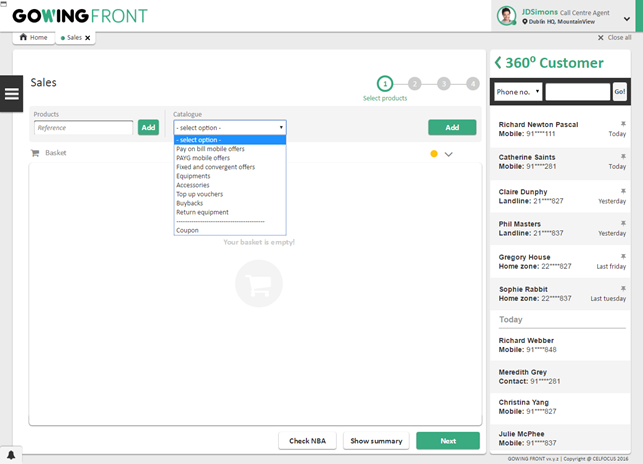 GOWING FRONT
JDSimons Call Centre Agent
Dublin HQ, MountainView
Home
Sales
Close all
Sales
1
2
3
4
Select products
Products
Reference
Add
Catalogue
- select option -
Add
- select option -
Pay on bill mobile offers
PAYG mobile offers
Fixed and convergent offers
Equipments
Accessories
Top up vouchers
Buybacks
Return equipment
----------------------------------------
Coupon
Basket
Your basket is empty!
Check NBA
Show summary
Next
360º Customer
Phone no.
Go!
Richard Newton Pascal
Mobile: 91****111
Today
Catherine Saints
Mobile: 91****281
Today
Claire Dunphy
Landline: 21****827
Yesterday
Phil Masters
Landline: 21****837
Yesterday
Gregory House
Home zone: 22****827
Last friday
Sophie Rabbit
Home zone: 22****837
Last tuesday
Today
Richard Webber
Mobile: 91****848
Meredith Grey
Contact: 91****281
Christina Yang
Mobile: 91****827
Julie McPhee
Mobile: 91****837
GOWING FRONT vx.y.z | Copyright @ CELFOCUS 2016